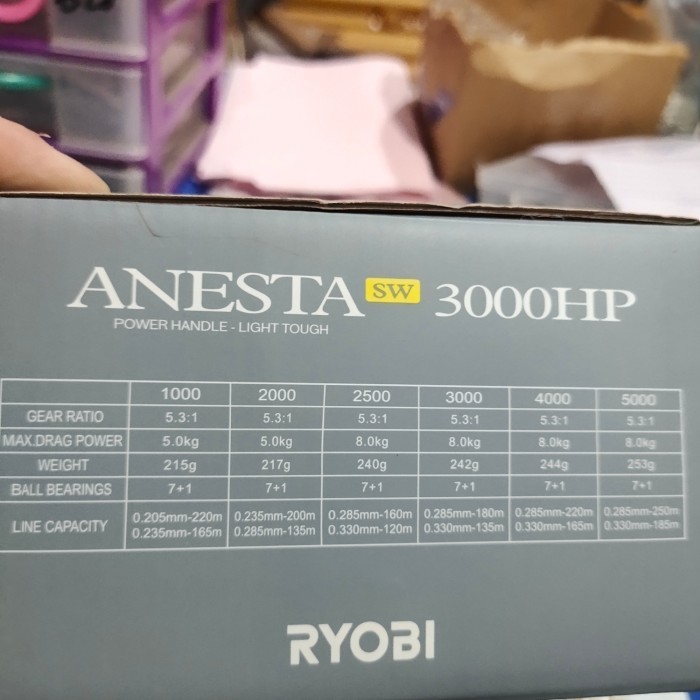 ANESTA SW 3000HP
POWER HANDLE - LIGHT TOUGH
1000 2000 2500 3000 4000 5000
GEAR RATIO 5.3:1 5.3:1 5.3:1 5.3:1 5.3:1 5.3:1
MAX.DRAG POWER 5.0kg 5.0kg 8.0kg 8.0kg 8.0kg 8.0kg
WEIGHT 215g 217g 240g 242g 244g 253g
BALL BEARINGS 7+1 7+1 7+1 7+1 7+1 7+1
LINE CAPACITY 0.205mm-220m 0.235mm-200m 0.285mm-160m 0.285mm-180m 0.285mm-220m 0.285mm-250m
0.235mm-165m 0.285mm-135m 0.330mm-120m 0.330mm-135m 0.330mm-165m 0.330mm-185m
RYOBI